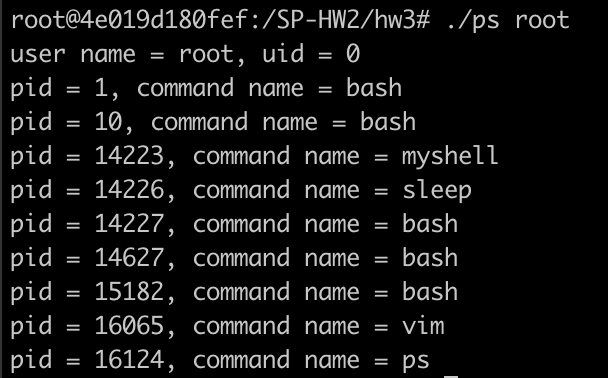 root@4e019d180fef:/SP-HW2/hw3# ./ps root
user name = root, uid = 0
pid = 1, command name = bash
pid = 10, command name = bash
pid = 14223, command name = myshell
pid = 14226, command name = sleep
pid = 14227, command name = bash
pid = 14627, command name = bash
pid = 15182, command name = bash
pid = 16065, command name = vim
pid = 16124, command name = ps